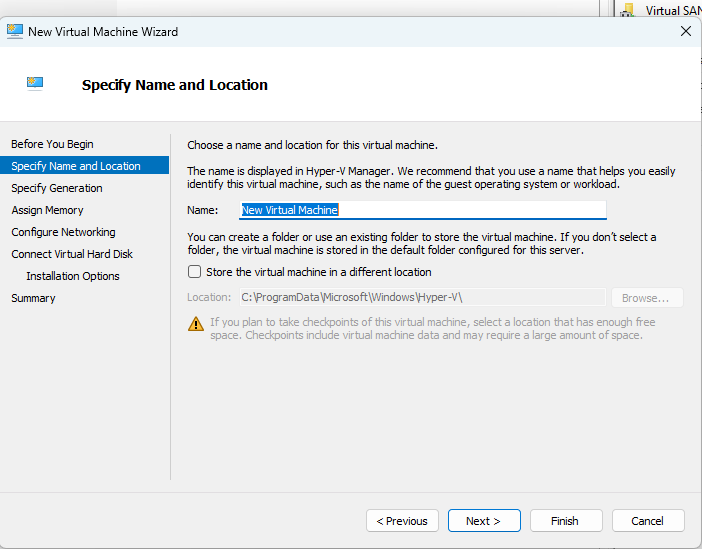 Virtual SAN
New Virtual Machine Wizard
Specify Name and Location
Before You Begin
Specify Name and Location
Specify Generation
Assign Memory
Configure Networking
Connect Virtual Hard Disk
Installation Options
Summary
Choose a name and location for this virtual machine.
The name is displayed in Hyper-V Manager. We recommend that you use a name that helps you easily
identify this virtual machine, such as the name of the guest operating system or workload.
Name: New Virtual Machine
You can create a folder or use an existing folder to store the virtual machine. If you don't select a
folder, the virtual machine is stored in the default folder configured for this server.
Store the virtual machine in a different location
Location: C:\ProgramData\Microsoft\Windows\Hyper-V\ Browse...
If you plan to take checkpoints of this virtual machine, select a location that has enough free
space. Checkpoints include virtual machine data and may require a large amount of space.
< Previous Next > Finish Cancel